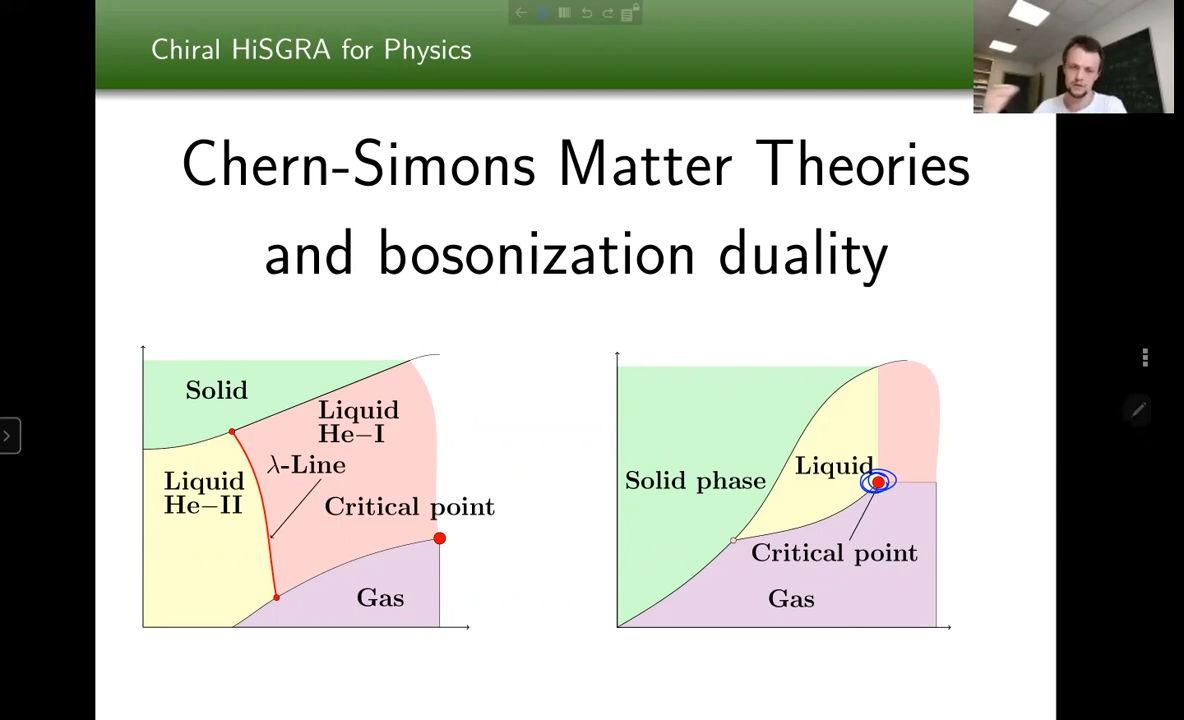 Chiral HiSGRA for Physics
Chern-Simons Matter Theories
and bosonization duality
Solid
Liquid
He−I
λ-Line
Liquid
He−II
Critical point
Gas
Solid phase
Liquid
Critical point
Gas